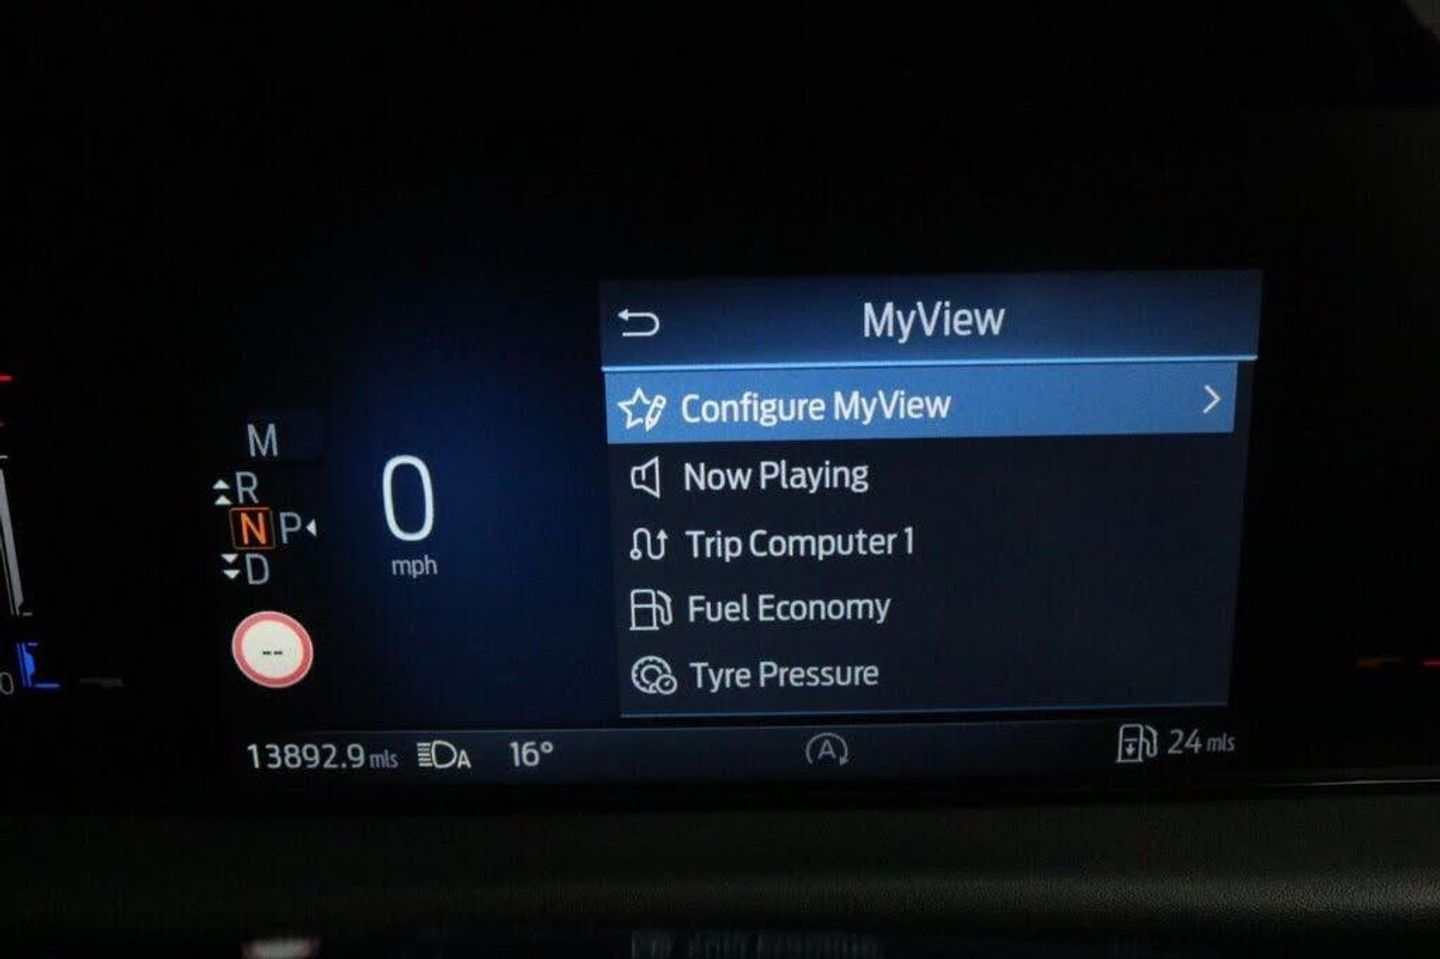 MyView
Configure MyView
Now Playing
Trip Computer 1
Fuel Economy
Tyre Pressure
M
R
N P
D
0
mph
--
13892.9 mls
A
16°
A
24 mls
0